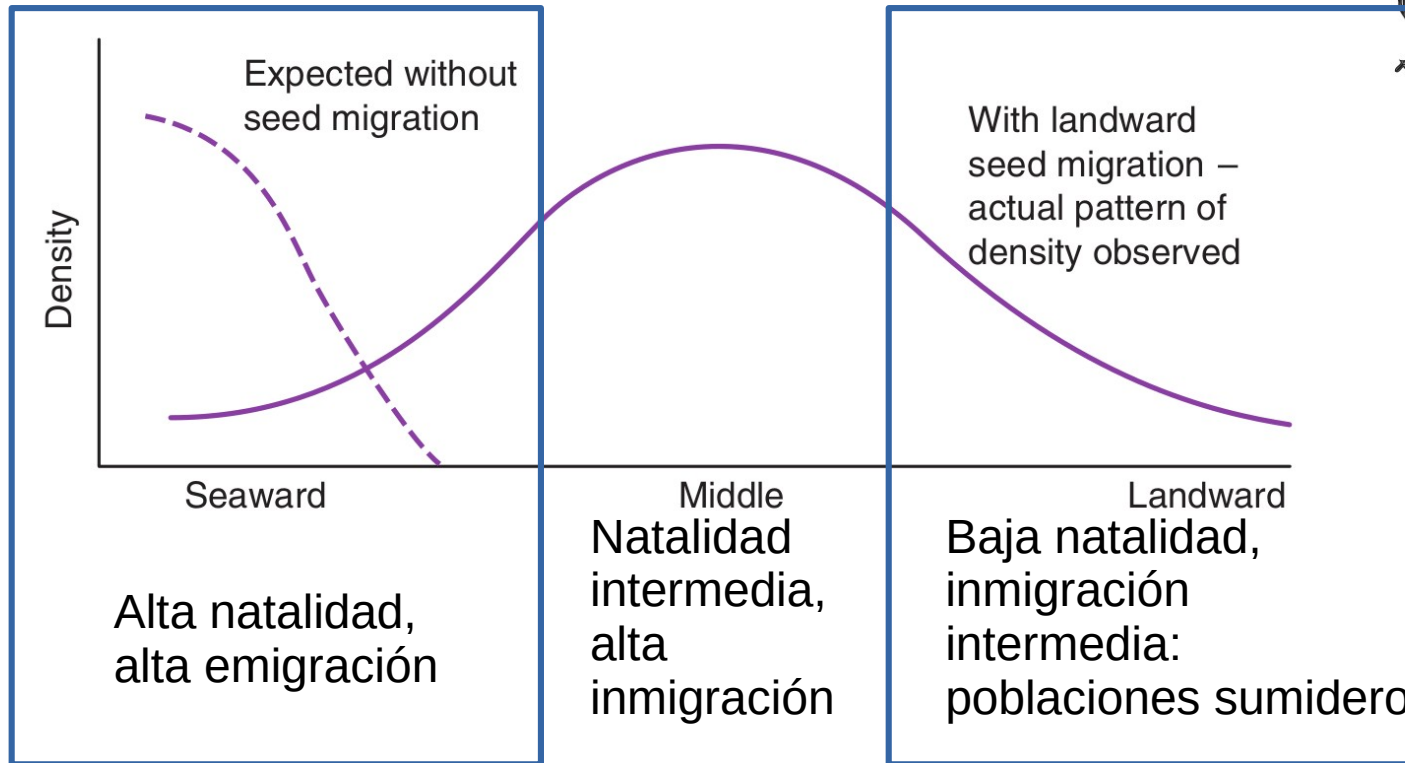 Expected without
seed migration
With landward
seed migration –
actual pattern of
density observed
Density
Seaward
Middle
Landward
Alta natalidad,
alta emigración
Natalidad
intermedia,
alta
inmigración
Baja natalidad,
inmigración
intermedia:
poblaciones sumidero